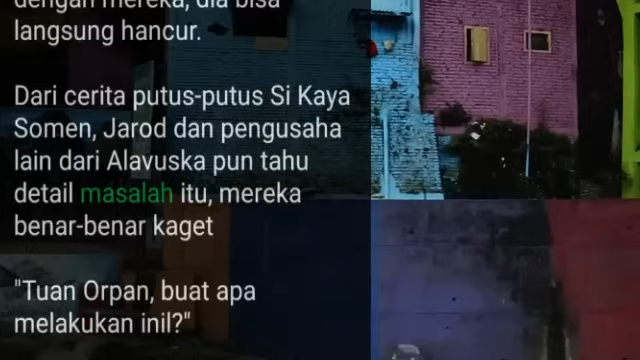 dengan mereka, dia bisa
langsung hancur.
Dari cerita putus-putus Si Kaya
Somen, Jarod dan pengusaha
lain dari Alavuska pun tahu
detail masalah itu, mereka
benar-benar kaget
"Tuan Orpan, buat apa
melakukan inil?"